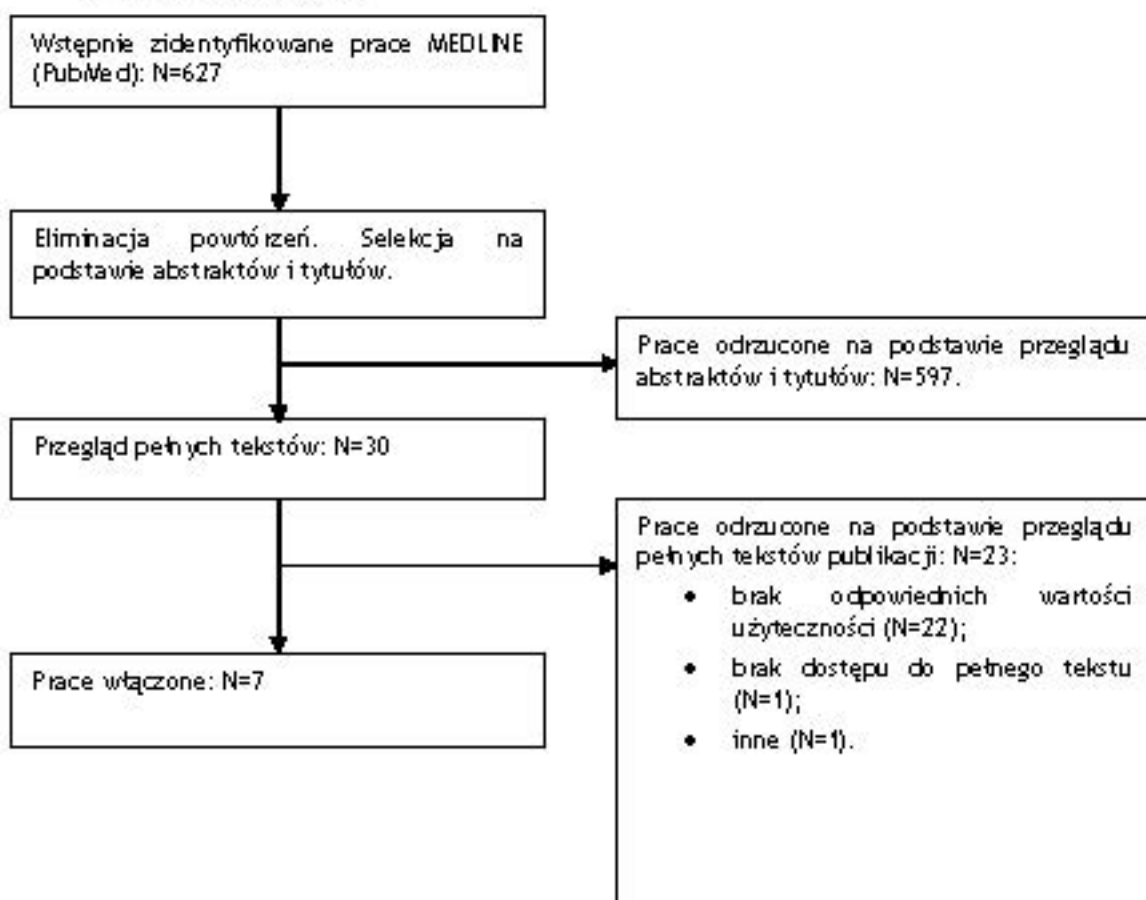 Wstępnie zidentyfikowane prace MEDLINE
(PubMed): N=627
Eliminacja powtórzeń. Selekcja na
podstawie abstraktów i tytułów.
Prace odrzucone na podstawie przeglądu
abstraktów i tytułów: N=597.
Przegląd pełnych tekstów: N=30
Prace odrzucone na podstawie przeglądu
pełnych tekstów publikacji: N=23:
• brak odpowiednich wartości
użyteczności (N=22);
• brak dostępu do pełnego tekstu
(N=1);
• inne (N=1).
Prace włączone: N=7